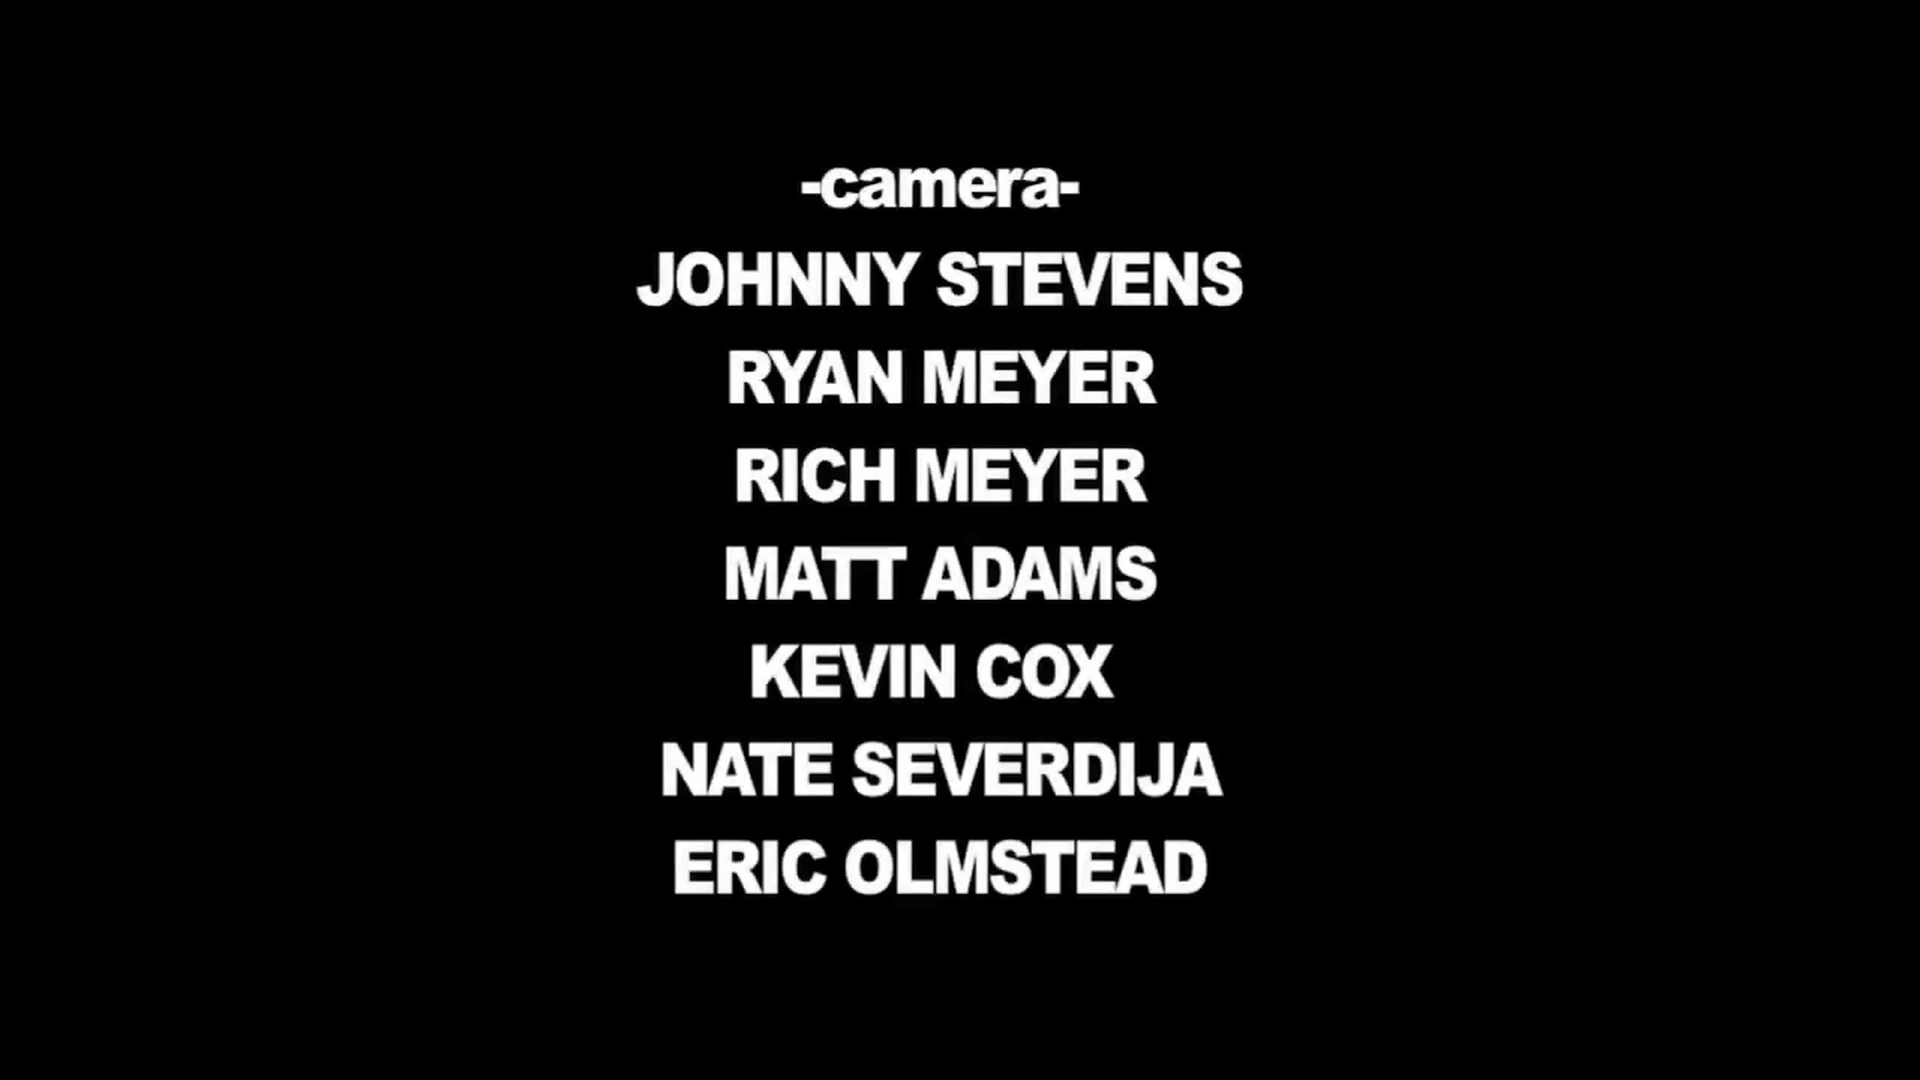 -camera-
JOHNNY STEVENS
RYAN MEYER
RICH MEYER
MATT ADAMS
KEVIN COX
NATE SEVERDIJA
ERIC OLMSTEAD